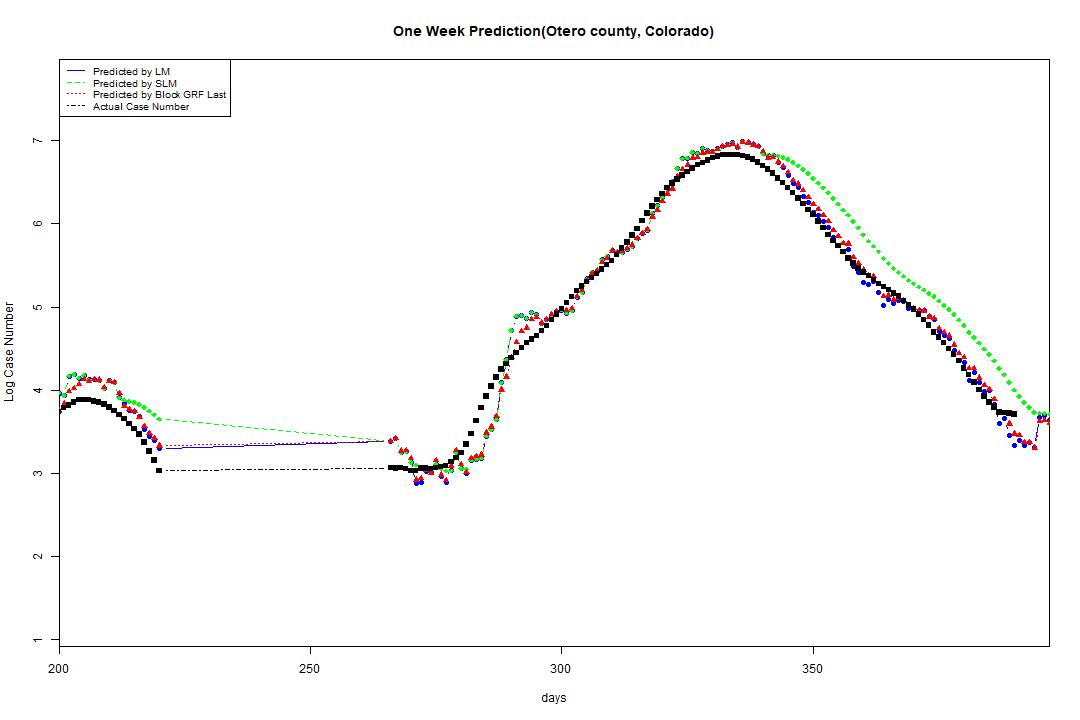 One Week Prediction(Otero county, Colorado)
Predicted by LM
Predicted by SLM
Predicted by Block GRF Last
Actual Case Number
7
6
5
4
3
2
1
Log Case Number
200 250 300 350
days